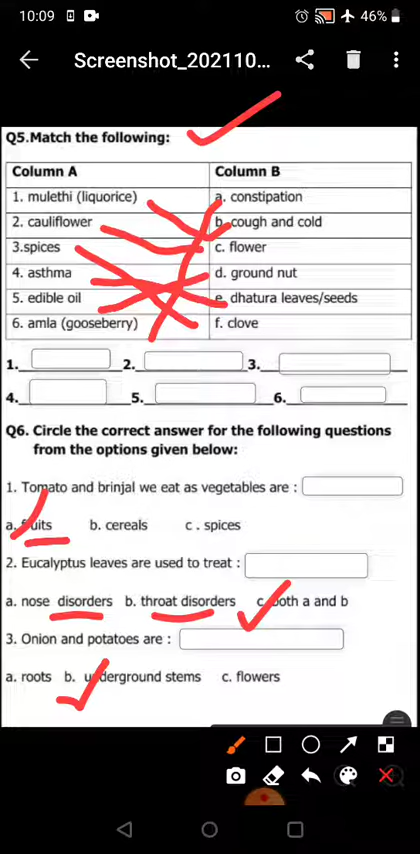 10:09 46%
Screenshot_202110...
Q5.Match the following:
Column A Column B
1. mulethi (liquorice) a. constipation
2. cauliflower b. cough and cold
3.spices c. flower
4. asthma d. ground nut
5. edible oil e. dhatura leaves/seeds
6. amla (gooseberry) f. clove
1. 2. 3.
4. 5. 6.
Q6. Circle the correct answer for the following questions
from the options given below:
1. Tomato and brinjal we eat as vegetables are :
a. fruits b. cereals c . spices
2. Eucalyptus leaves are used to treat :
a. nose disorders b. throat disorders c. both a and b
3. Onion and potatoes are :
a. roots b. underground stems c. flowers